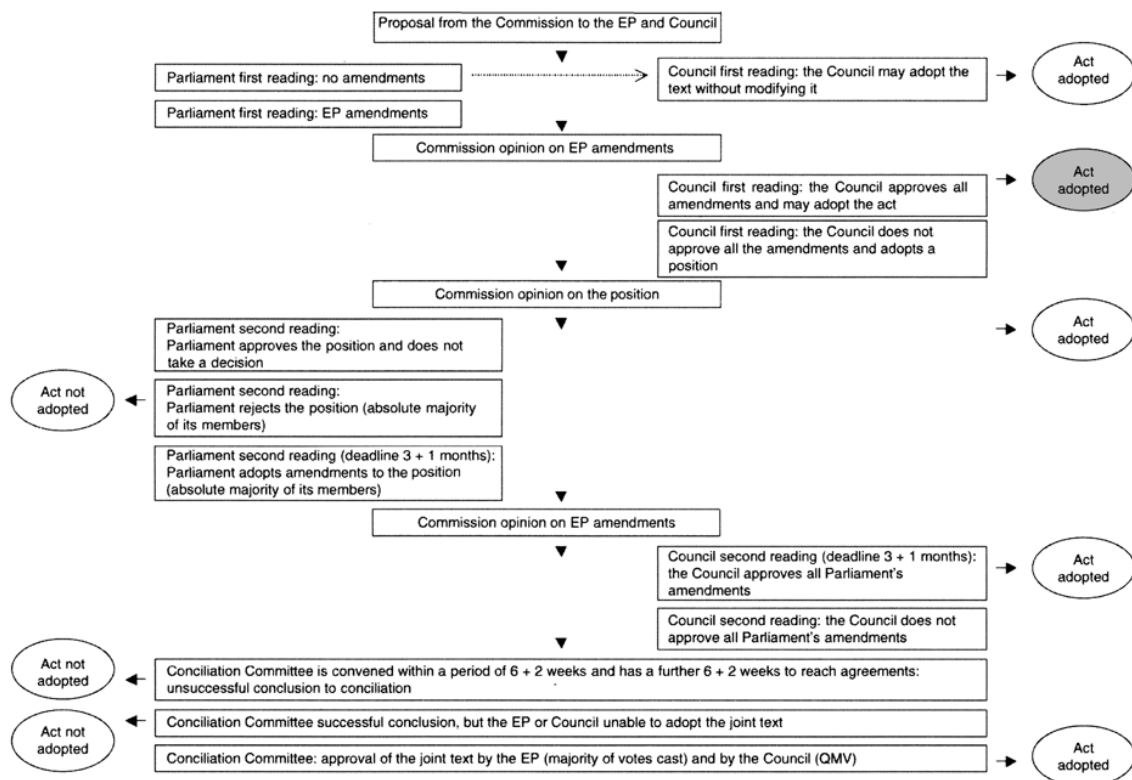 Proposal from the Commission to the EP and Council
Parliament first reading: no amendments
Council first reading: the Council may adopt the
text without modifying it
Act
adopted
Parliament first reading: EP amendments
Commission opinion on EP amendments
Council first reading: the Council approves all
amendments and may adopt the act
Act
adopted
Council first reading: the Council does not
approve all the amendments and adopts a
position
Commission opinion on the position
Parliament second reading:
Parliament approves the position and does not
take a decision
Act
adopted
Act not
adopted
Parliament second reading:
Parliament rejects the position (absolute majority
of its members)
Parliament second reading (deadline 3 + 1 months):
Parliament adopts amendments to the position
(absolute majority of its members)
Commission opinion on EP amendments
Council second reading (deadline 3 + 1 months):
the Council approves all Parliament's
amendments
Act
adopted
Council second reading: the Council does not
approve all Parliament's amendments
Act not
adopted
Conciliation Committee is convened within a period of 6 + 2 weeks and has a further 6 + 2 weeks to reach agreements:
unsuccessful conclusion to conciliation
Act not
adopted
Conciliation Committee successful conclusion, but the EP or Council unable to adopt the joint text
Conciliation Committee: approval of the joint text by the EP (majority of votes cast) and by the Council (QMV)
Act
adopted